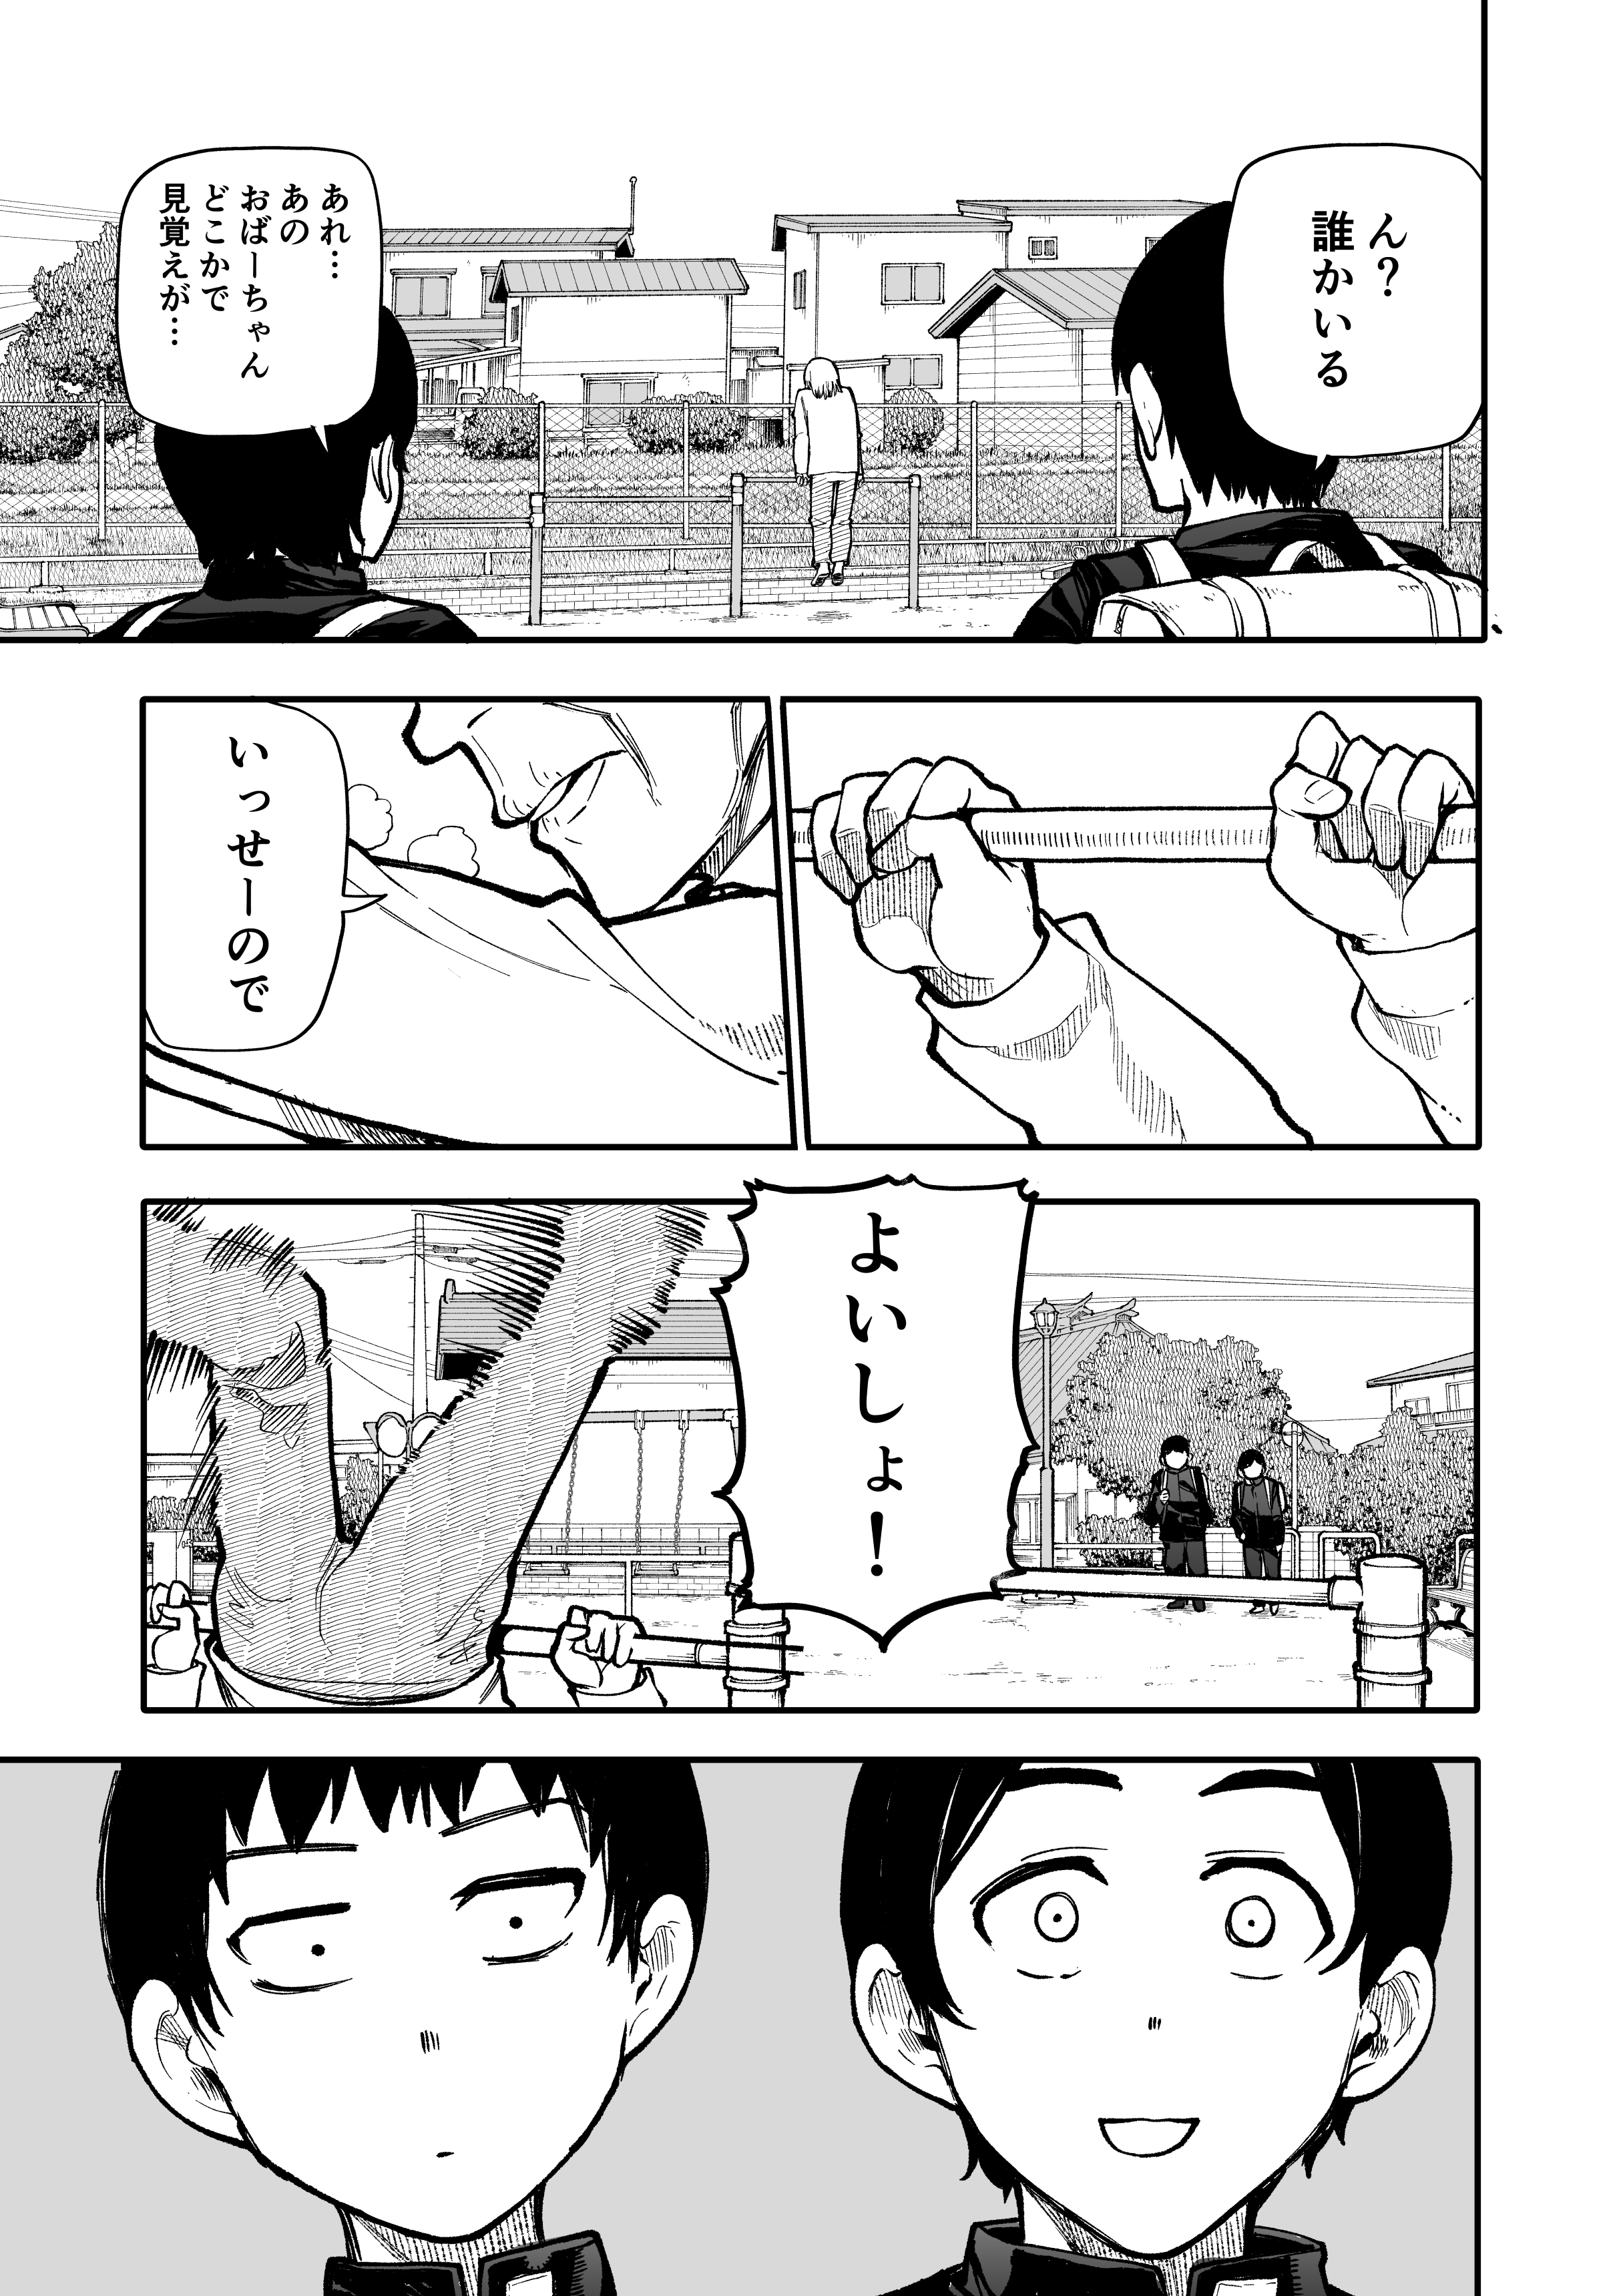 ん?
誰かいる
あれ…
あの
おばーちゃん
どこかで
見覚えが…
いっせーので
よいしょ!